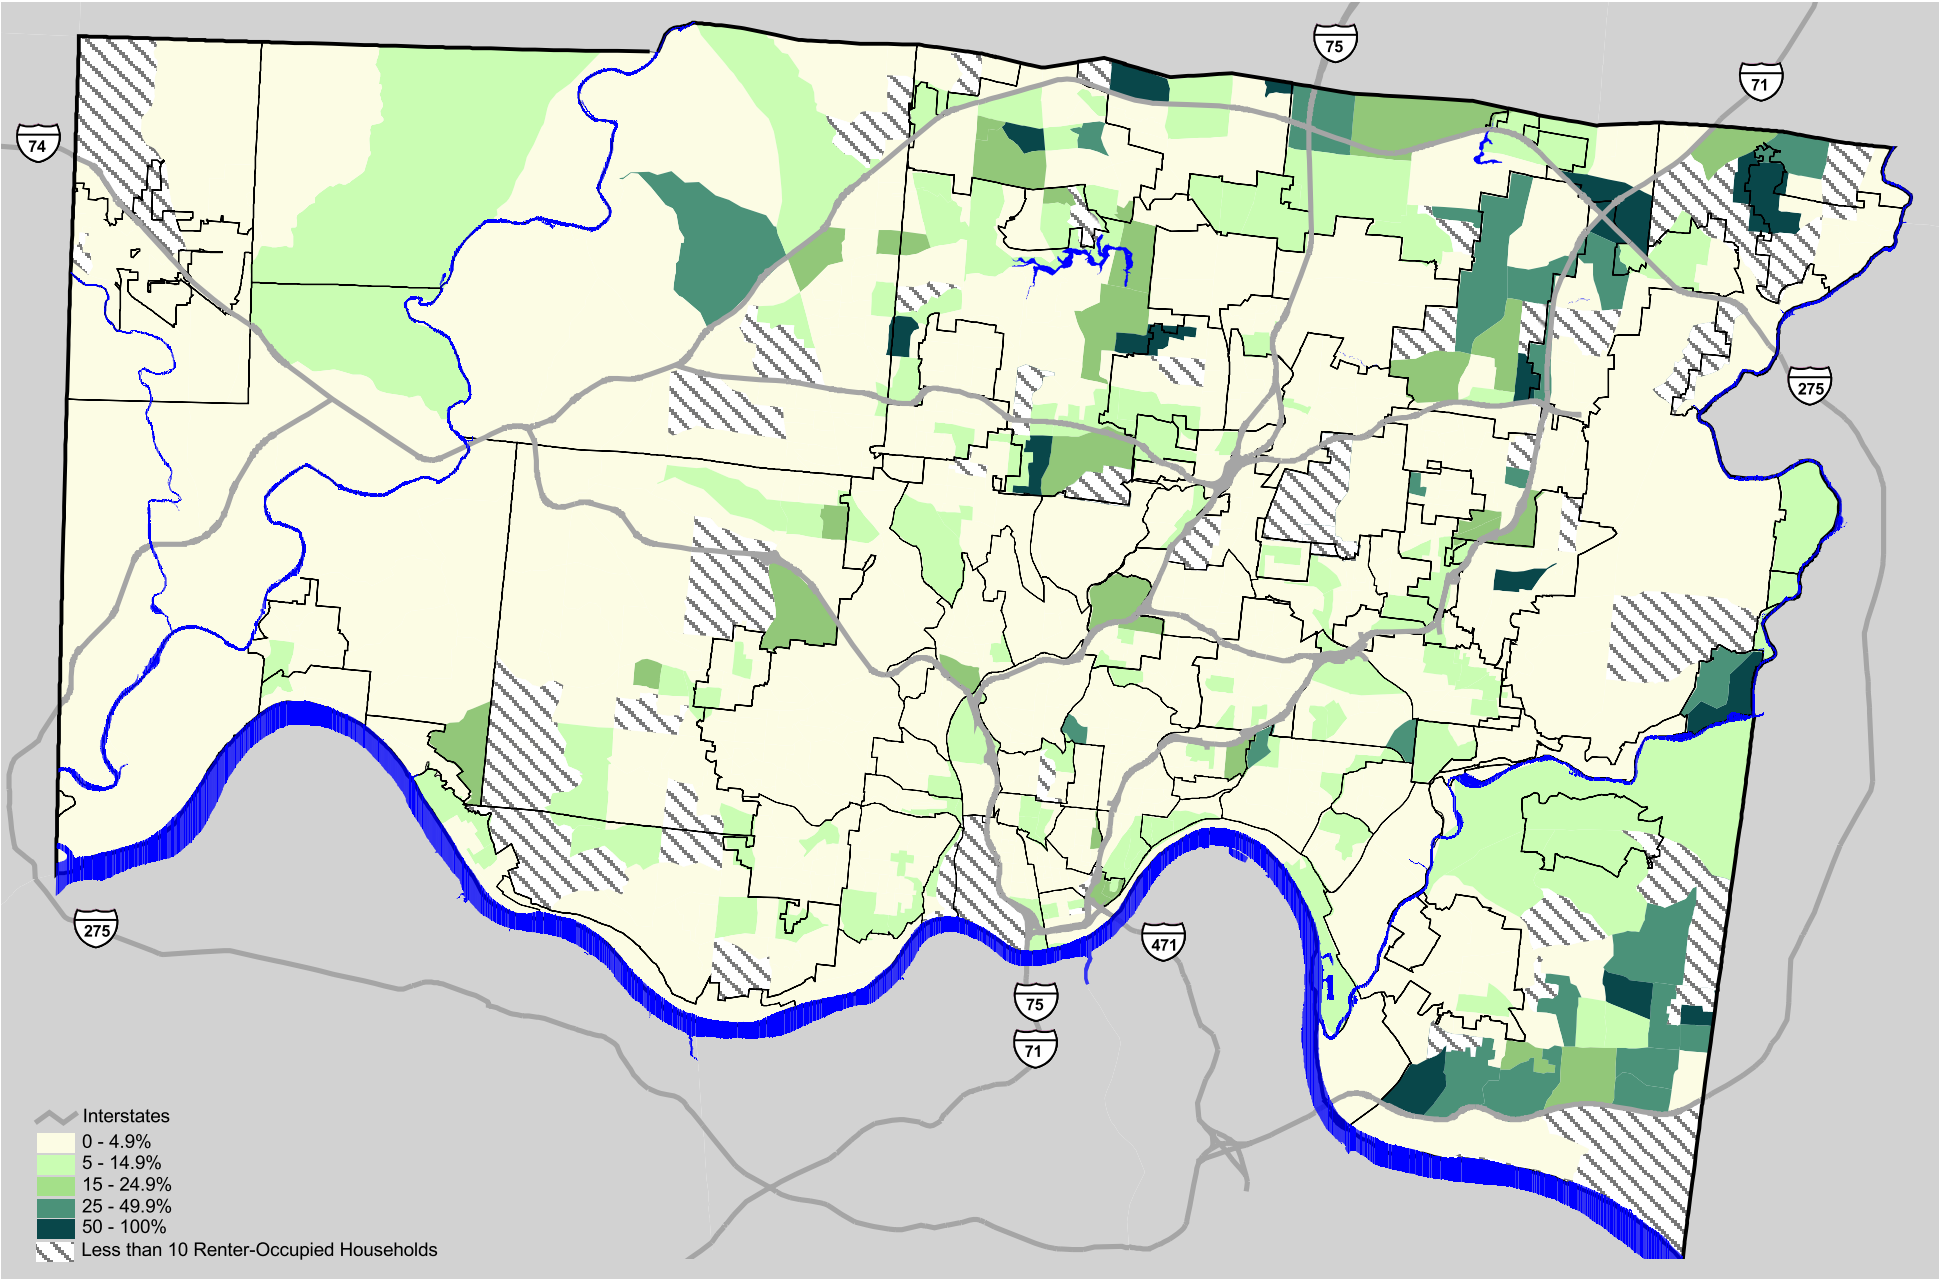 75
71
74
275
275
471
75
71
Interstates
0 - 4.9%
5 - 14.9%
15 - 24.9%
25 - 49.9%
50 - 100%
Less than 10 Renter-Occupied Households